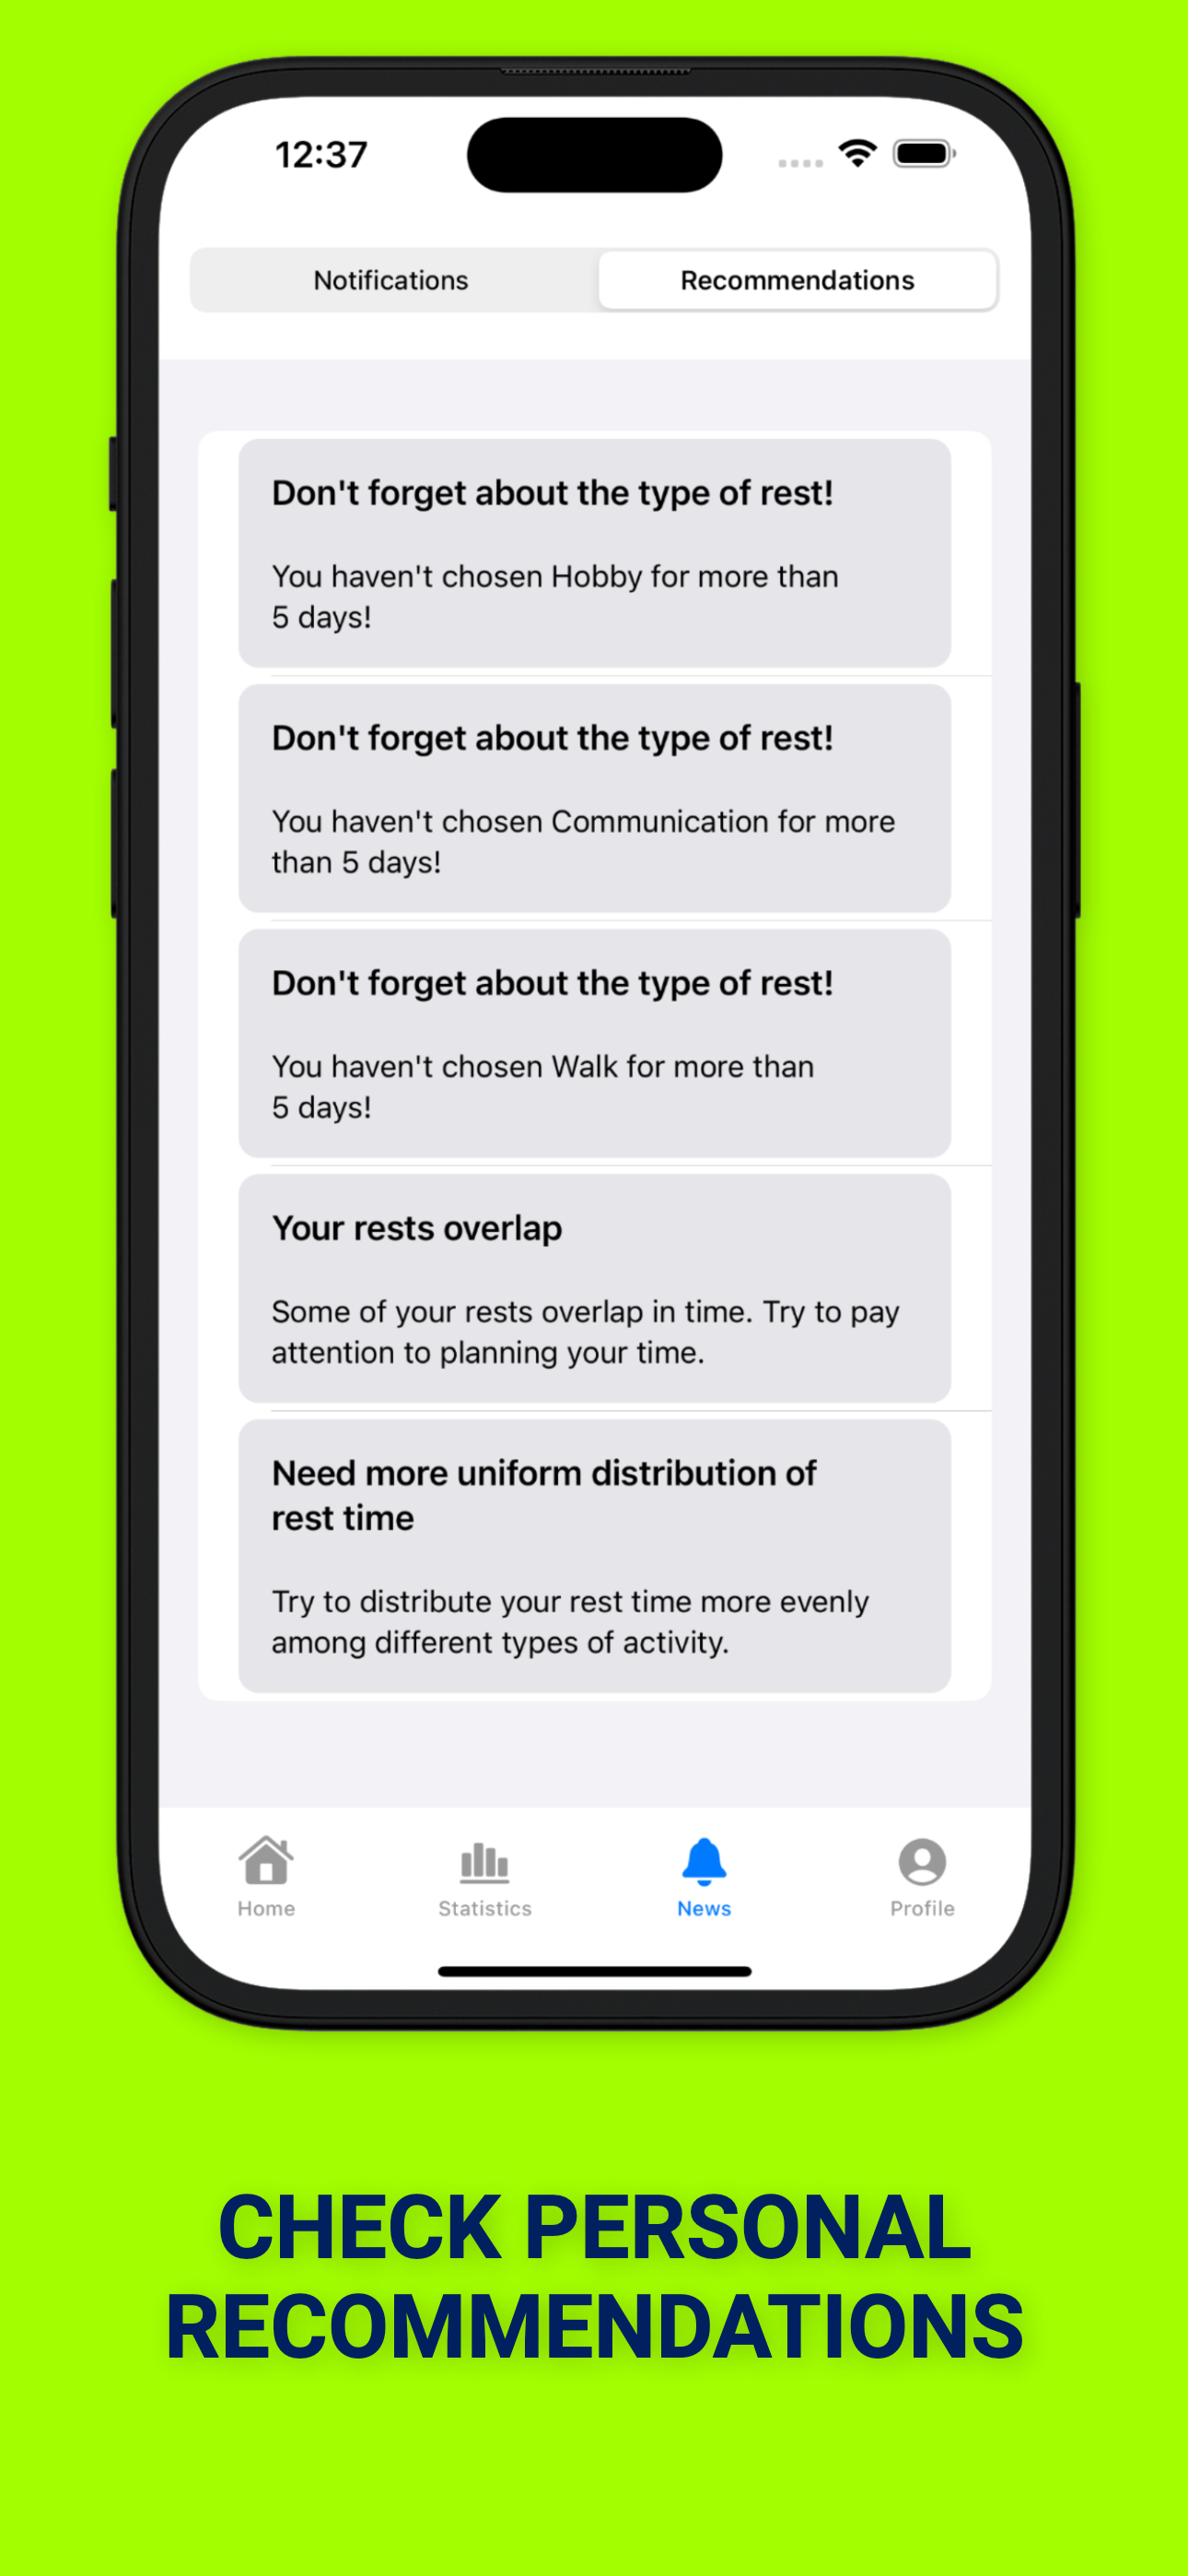 12:37
Notifications
Recommendations
Don't forget about the type of rest!
You haven't chosen Hobby for more than
5 days!
Don't forget about the type of rest!
You haven't chosen Communication for more
than 5 days!
Don't forget about the type of rest!
You haven't chosen Walk for more than
5 days!
Your rests overlap
Some of your rests overlap in time. Try to pay
attention to planning your time.
Need more uniform distribution of
rest time
Try to distribute your rest time more evenly
among different types of activity.
Home
Statistics
News
Profile
CHECK PERSONAL
RECOMMENDATIONS